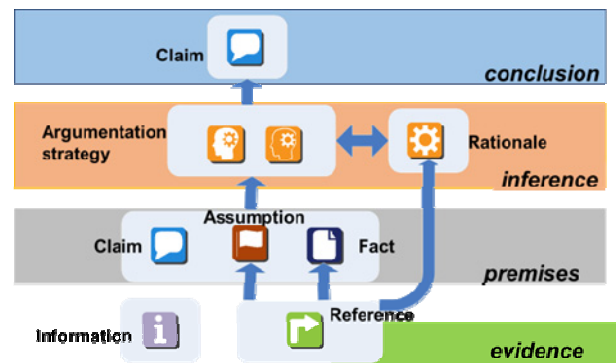 Claim
conclusion
Argumentation
strategy
Rationale
inference
Assumption
Claim
Fact
premises
Information
Reference
evidence